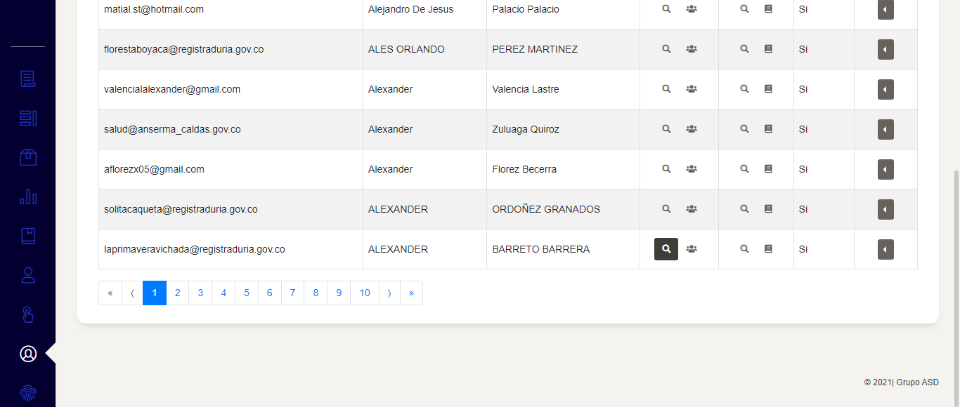 matial.st@hotmail.com Alejandro De Jesus Palacio Palacio Si
florestaboyaca@registraduria.gov.co ALES ORLANDO PEREZ MARTINEZ Si
valencialalexander@gmail.com Alexander Valencia Lastre Si
salud@anserma_caldas.gov.co Alexander Zuluaga Quiroz Si
aflorezx05@gmail.com Alexander Florez Becerra Si
solitacaqueta@registraduria.gov.co ALEXANDER ORDOÑEZ GRANADOS Si
laprimaveravichada@registraduria.gov.co ALEXANDER BARRETO BARRERA Si
« ⟨ 1 2 3 4 5 6 7 8 9 10 ⟩ »
© 2021| Grupo ASD